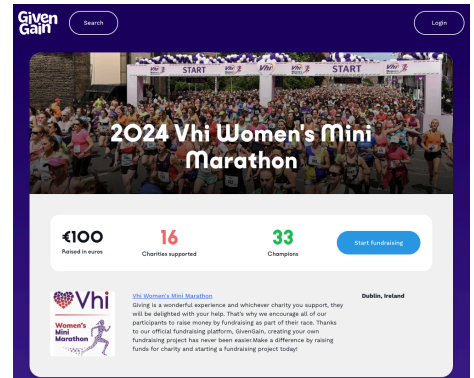 Given
Gain
Search
Login
Vhi START Vhi Vhi START Vhi
2024 Vhi Women's Mini
Marathon
€100
Raised in euros
16
Charities supported
33
Champions
Start fundraising
Vhi
Women's
Mini
Marathon
Vhi Women's Mini Marathon
Giving is a wonderful experience and whichever charity you support, they
will be delighted with your help. That's why we encourage all of our
participants to raise money by fundraising as part of their race. Thanks
to our official fundraising platform, GivenGain, creating your own
fundraising project has never been easier.Make a difference by raising
funds for charity and starting a fundraising project today!
Dublin, Ireland